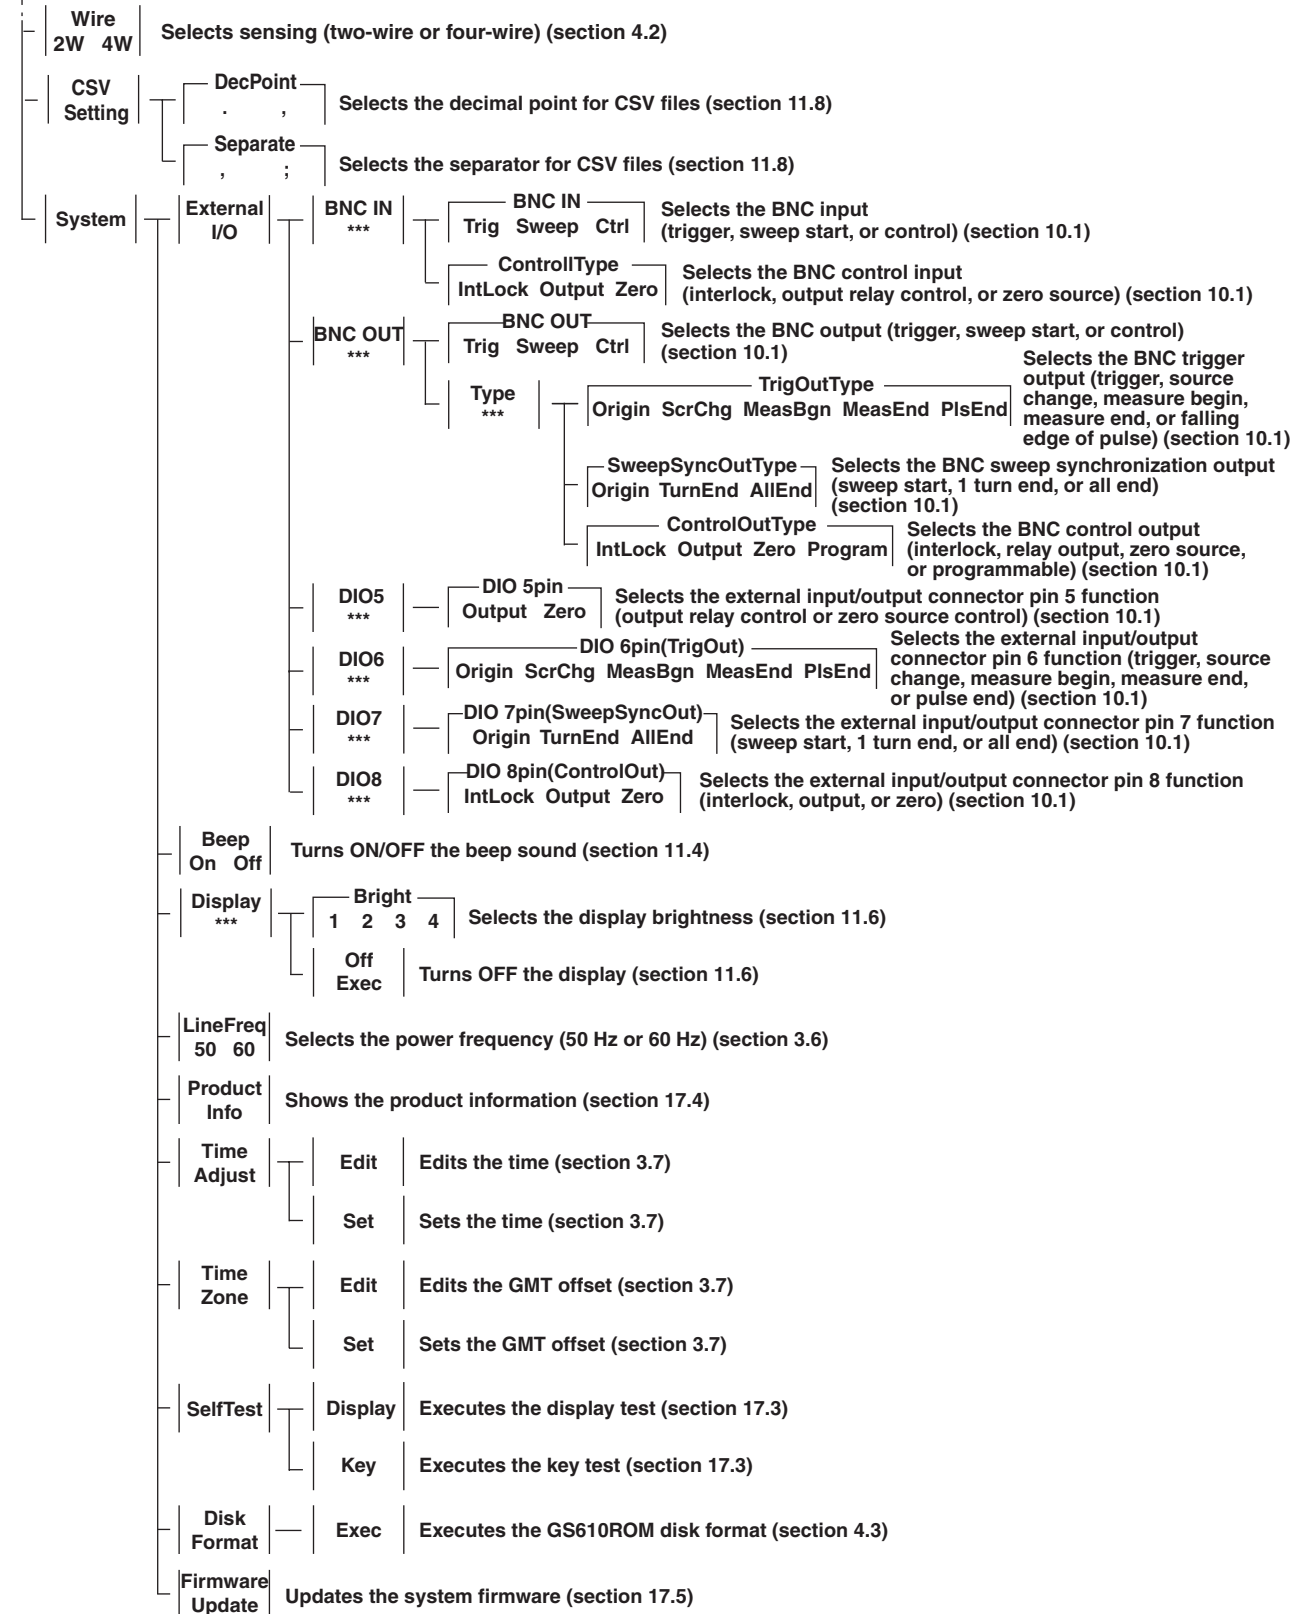 Wire
2W 4W
Selects sensing (two-wire or four-wire) (section 4.2)
CSV
Setting
DecPoint
. ,
Selects the decimal point for CSV files (section 11.8)
Separate
, ;
Selects the separator for CSV files (section 11.8)
System
External
I/O
BNC IN
***
BNC IN
Trig Sweep Ctrl
Selects the BNC input
(trigger, sweep start, or control) (section 10.1)
ControllType
IntLock Output Zero
Selects the BNC control input
(interlock, output relay control, or zero source) (section 10.1)
BNC OUT
***
BNC OUT
Trig Sweep Ctrl
Selects the BNC output (trigger, sweep start, or control)
(section 10.1)
Type
***
TrigOutType
Origin ScrChg MeasBgn MeasEnd PlsEnd
Selects the BNC trigger
output (trigger, source
change, measure begin,
measure end, or falling
edge of pulse) (section 10.1)
SweepSyncOutType
Origin TurnEnd AllEnd
Selects the BNC sweep synchronization output
(sweep start, 1 turn end, or all end)
(section 10.1)
ControlOutType
IntLock Output Zero Program
Selects the BNC control output
(interlock, relay output, zero source,
or programmable) (section 10.1)
DIO5
***
DIO 5pin
Output Zero
Selects the external input/output connector pin 5 function
(output relay control or zero source control) (section 10.1)
DIO6
***
DIO 6pin(TrigOut)
Origin ScrChg MeasBgn MeasEnd PlsEnd
Selects the external input/output
connector pin 6 function (trigger, source
change, measure begin, measure end,
or pulse end) (section 10.1)
DIO7
***
DIO 7pin(SweepSyncOut)
Origin TurnEnd AllEnd
Selects the external input/output connector pin 7 function
(sweep start, 1 turn end, or all end) (section 10.1)
DIO8
***
DIO 8pin(ControlOut)
IntLock Output Zero
Selects the external input/output connector pin 8 function
(interlock, output, or zero) (section 10.1)
Beep
On Off
Turns ON/OFF the beep sound (section 11.4)
Display
***
Bright
1 2 3 4
Selects the display brightness (section 11.6)
Off
Exec
Turns OFF the display (section 11.6)
LineFreq
50 60
Selects the power frequency (50 Hz or 60 Hz) (section 3.6)
Product
Info
Shows the product information (section 17.4)
Time
Adjust
Edit
Edits the time (section 3.7)
Set
Sets the time (section 3.7)
Time
Zone
Edit
Edits the GMT offset (section 3.7)
Set
Sets the GMT offset (section 3.7)
SelfTest
Display
Executes the display test (section 17.3)
Key
Executes the key test (section 17.3)
Disk
Format
Exec
Executes the GS610ROM disk format (section 4.3)
Firmware
Update
Updates the system firmware (section 17.5)